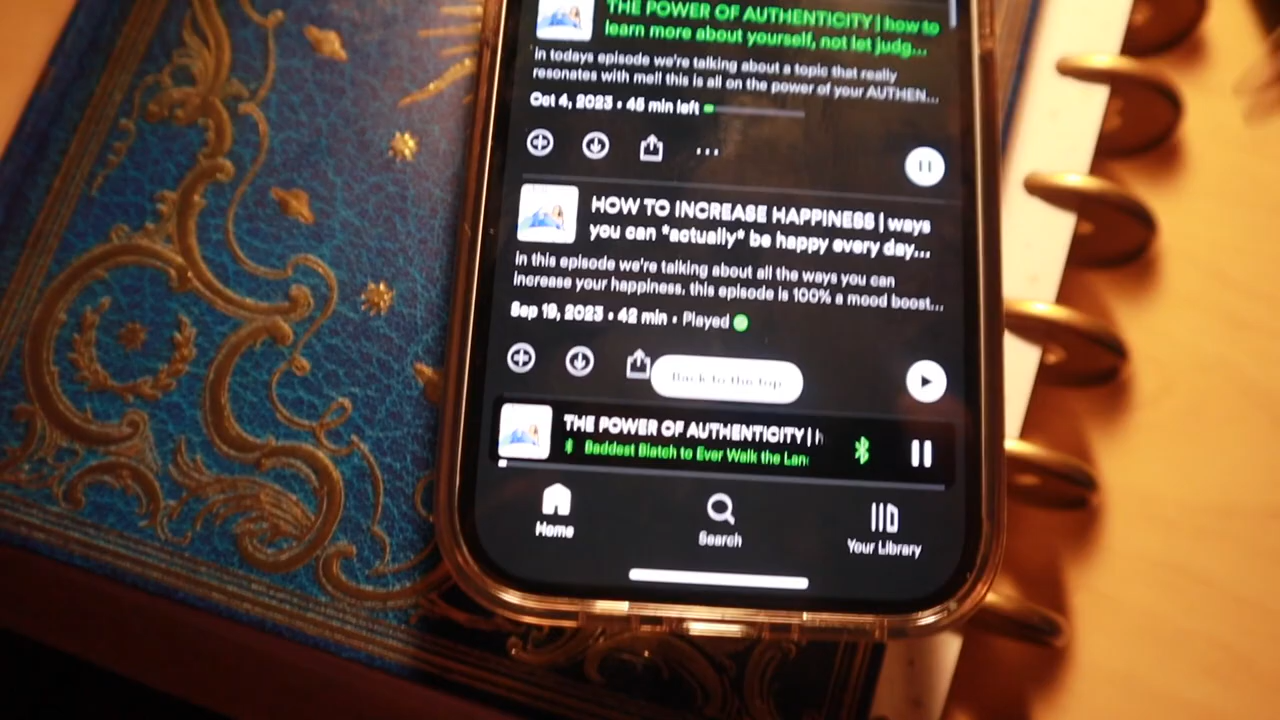 THE POWER OF AUTHENTICITY | how to
learn more about yourself, not let judg...
In todays episode we're talking about a topic that really
resonates with me!! this is all on the power of your AUTHEN...
Oct 4, 2023 • 45 min left
...
HOW TO INCREASE HAPPINESS | ways
you can *actually* be happy every day...
In this episode we're talking about all the ways you can
increase your happiness. this episode is 100% a mood boost...
Sep 19, 2023 • 42 min • Played
Back to the top
THE POWER OF AUTHENTICITY | h
Baddest Biatch to Ever Walk the Lan
Home
Search
Your Library